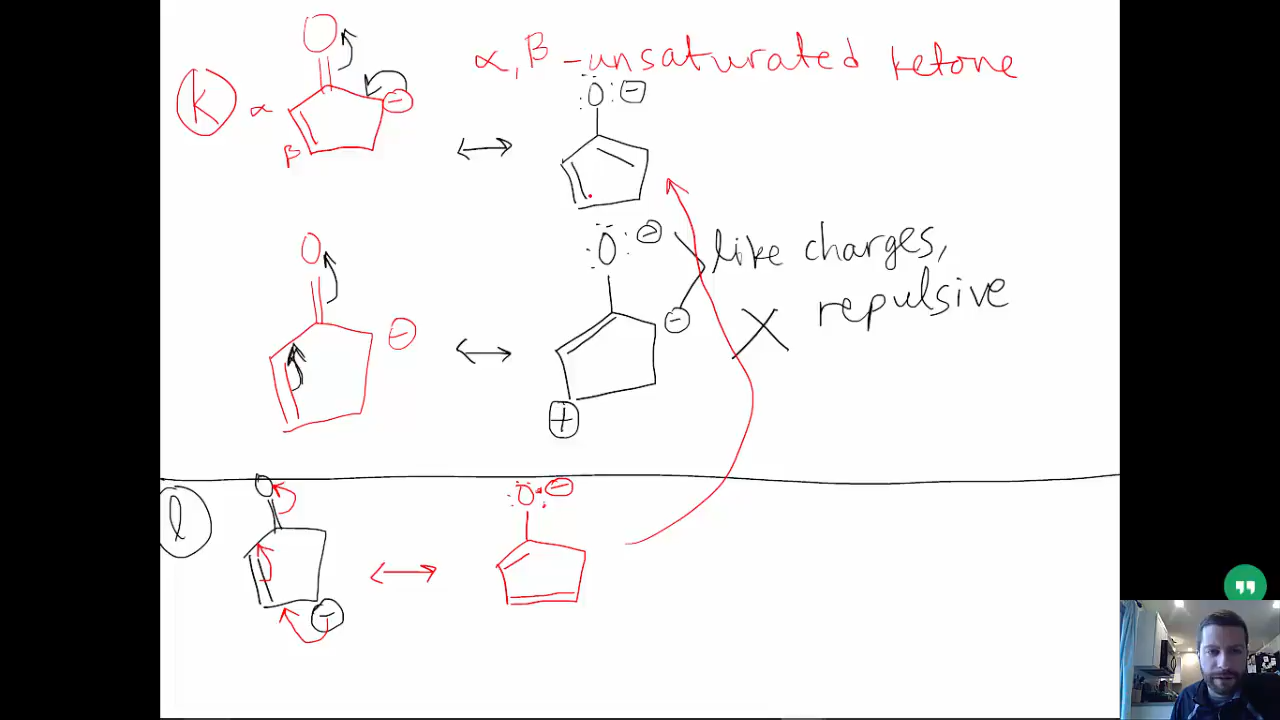 O
α, β-unsaturated ketone
:Ö: ⊖
k
α
⊖
β
O
:Ö: ⊖
like charges,
⊖
⊖
X repulsive
+
l
O
:Ö: ⊖
⊖